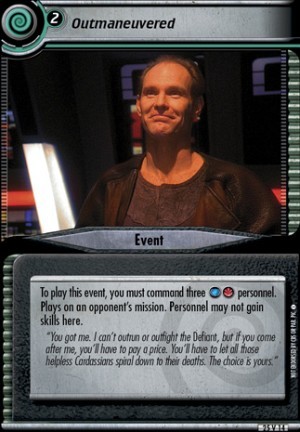 2
Outmaneuvered
Event
To play this event, you must command three personnel.
Plays on an opponent's mission. Personnel may not gain
skills here.
"You got me. I can't outrun or outfight the Defiant, but if you come
after me, you'll have to pay a price. You'll have to let all those
helpless Cardassians spiral down to their deaths. The choice is yours."
35 V 14